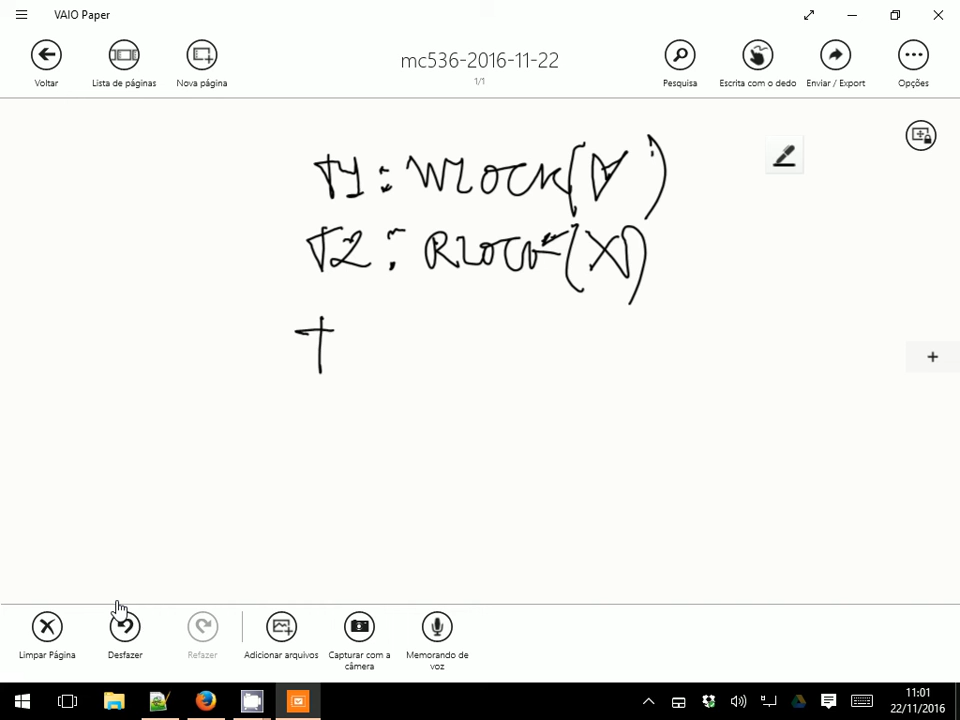 VAIO Paper
Voltar
Lista de páginas
Nova página
mc536-2016-11-22
1/1
Pesquisa
Escrita com o dedo
Enviar / Export
Opções
T1: WLOCK( )
T2: RLOCK(X)
T
Limpar Página
Desfazer
Refazer
Adicionar arquivos
Capturar com a
câmera
Memorando de
voz
11:01
22/11/2016